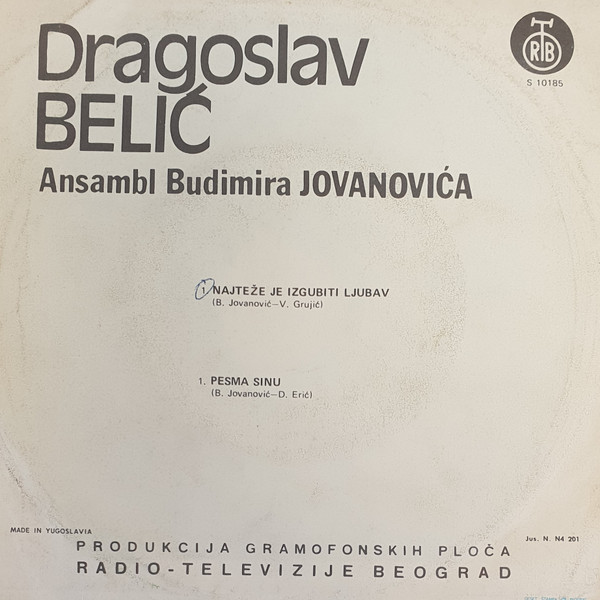 Dragoslav
BELIĆ
Ansambl Budimira JOVANOVIĆA
RTB
S 10185
1 NAJTEŽE JE IZGUBITI LJUBAV
(B. Jovanović–V. Grujić)
1. PESMA SINU
(B. Jovanović–D. Erić)
MADE IN YUGOSLAVIA
Jus. N. N4 201
PRODUKCIJA GRAMOFONSKIH PLOČA
RADIO-TELEVIZIJE BEOGRAD